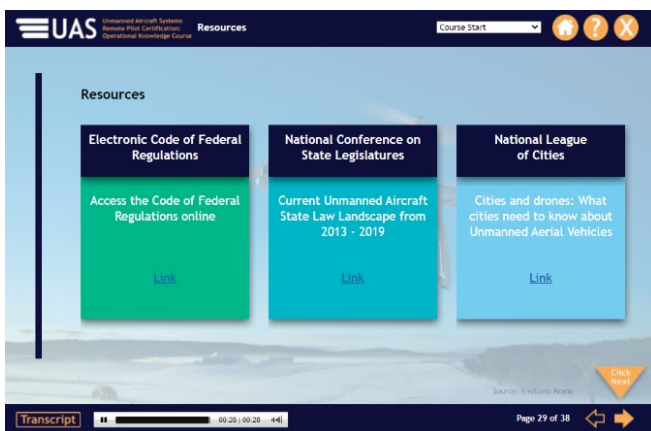 UAS
Unmanned Aircraft Systems
Remote Pilot Certification:
Operational Knowledge Course
Resources
Course Start
?
X
Resources
Electronic Code of Federal
Regulations
Access the Code of Federal
Regulations online
Link
National Conference on
State Legislatures
Current Unmanned Aircraft
State Law Landscape from
2013 - 2019
Link
National League
of Cities
Cities and drones: What
cities need to know about
Unmanned Aerial Vehicles
Link
Source: Emiliano Arano
Click
Next
Transcript
00:28 | 00:28
Page 29 of 38